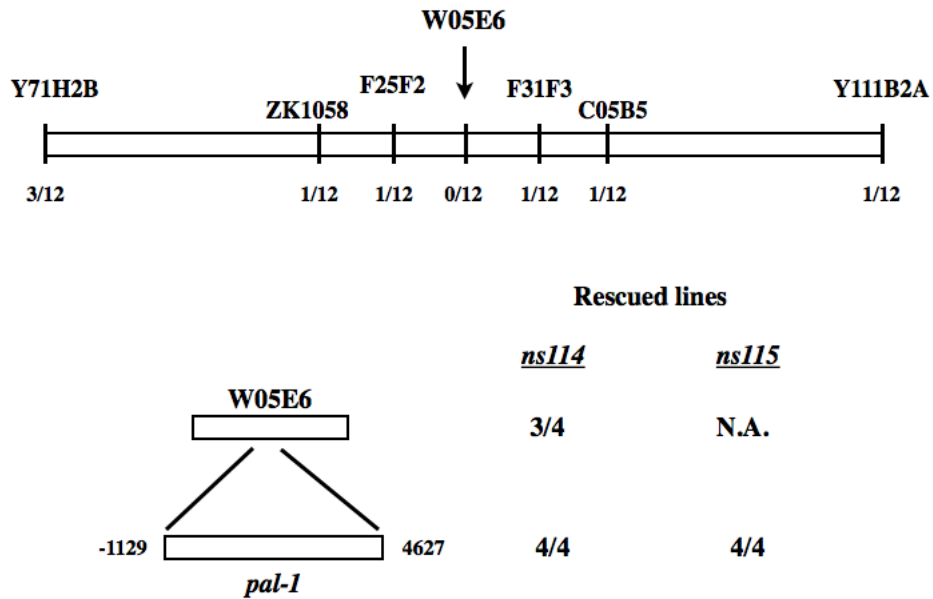 W05E6
Y71H2B
F25F2
F31F3
Y111B2A
ZK1058
C05B5
3/12 1/12 1/12 0/12 1/12 1/12 1/12
Rescued lines
ns114 ns115
W05E6
3/4 N.A.
-1129 4627 4/4 4/4
pal-1